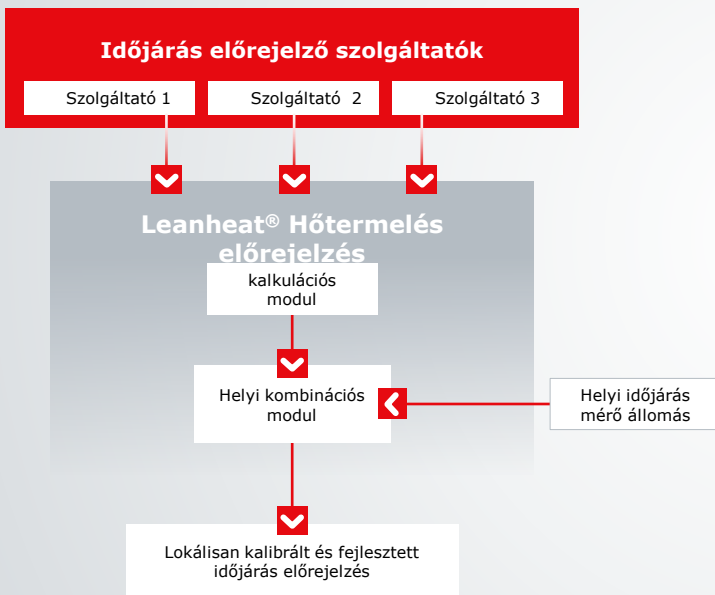 Időjárás előrejelző szolgáltatók
Szolgáltató 1
Szolgáltató 2
Szolgáltató 3
Leanheat® Hőtermelés
előrejelzés
kalkulációs
modul
Helyi kombinációs
modul
Helyi időjárás
mérő állomás
Lokálisan kalibrált és fejlesztett
időjárás előrejelzés